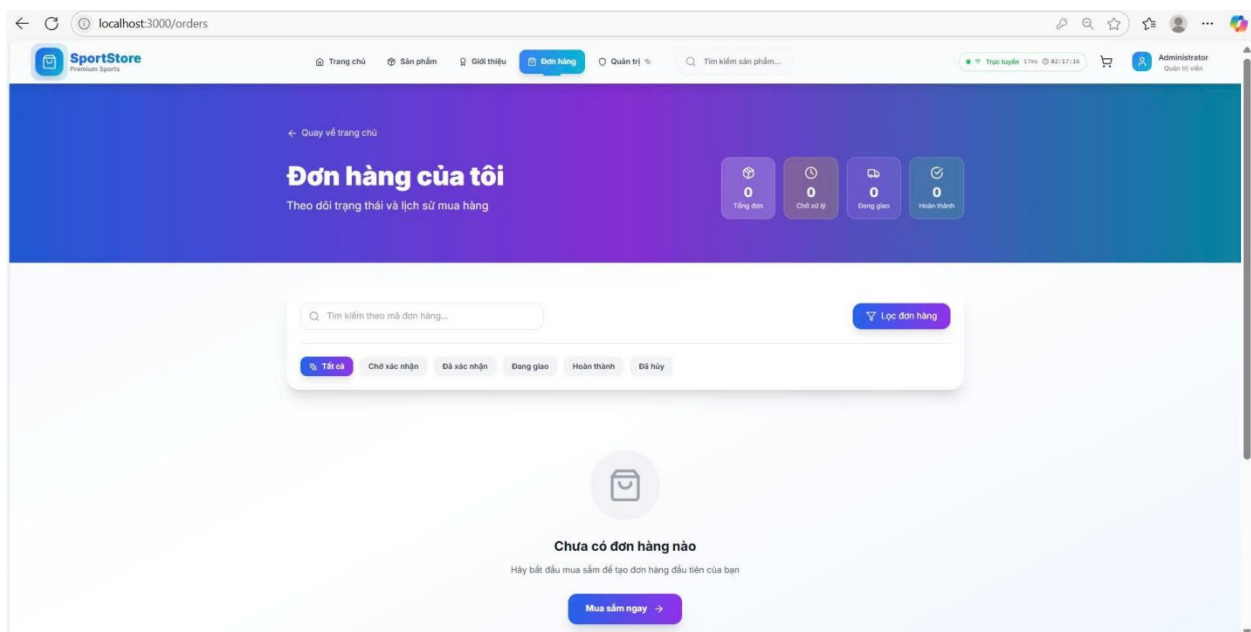 localhost:3000/orders
SportStore
Premium Sports
Trang chủ
Sản phẩm
Giới thiệu
Đơn hàng
Quản trị
Tìm kiếm sản phẩm...
Trực tuyến 17ms 02:17:16
Administrator
Quản trị viên
Quay về trang chủ
Đơn hàng của tôi
Theo dõi trạng thái và lịch sử mua hàng
0
Tổng đơn
0
Chờ xử lý
0
Đang giao
0
Hoàn thành
Tìm kiếm theo mã đơn hàng...
Lọc đơn hàng
Tất cả
Chờ xác nhận
Đã xác nhận
Đang giao
Hoàn thành
Đã hủy
Chưa có đơn hàng nào
Hãy bắt đầu mua sắm để tạo đơn hàng đầu tiên của bạn
Mua sắm ngay